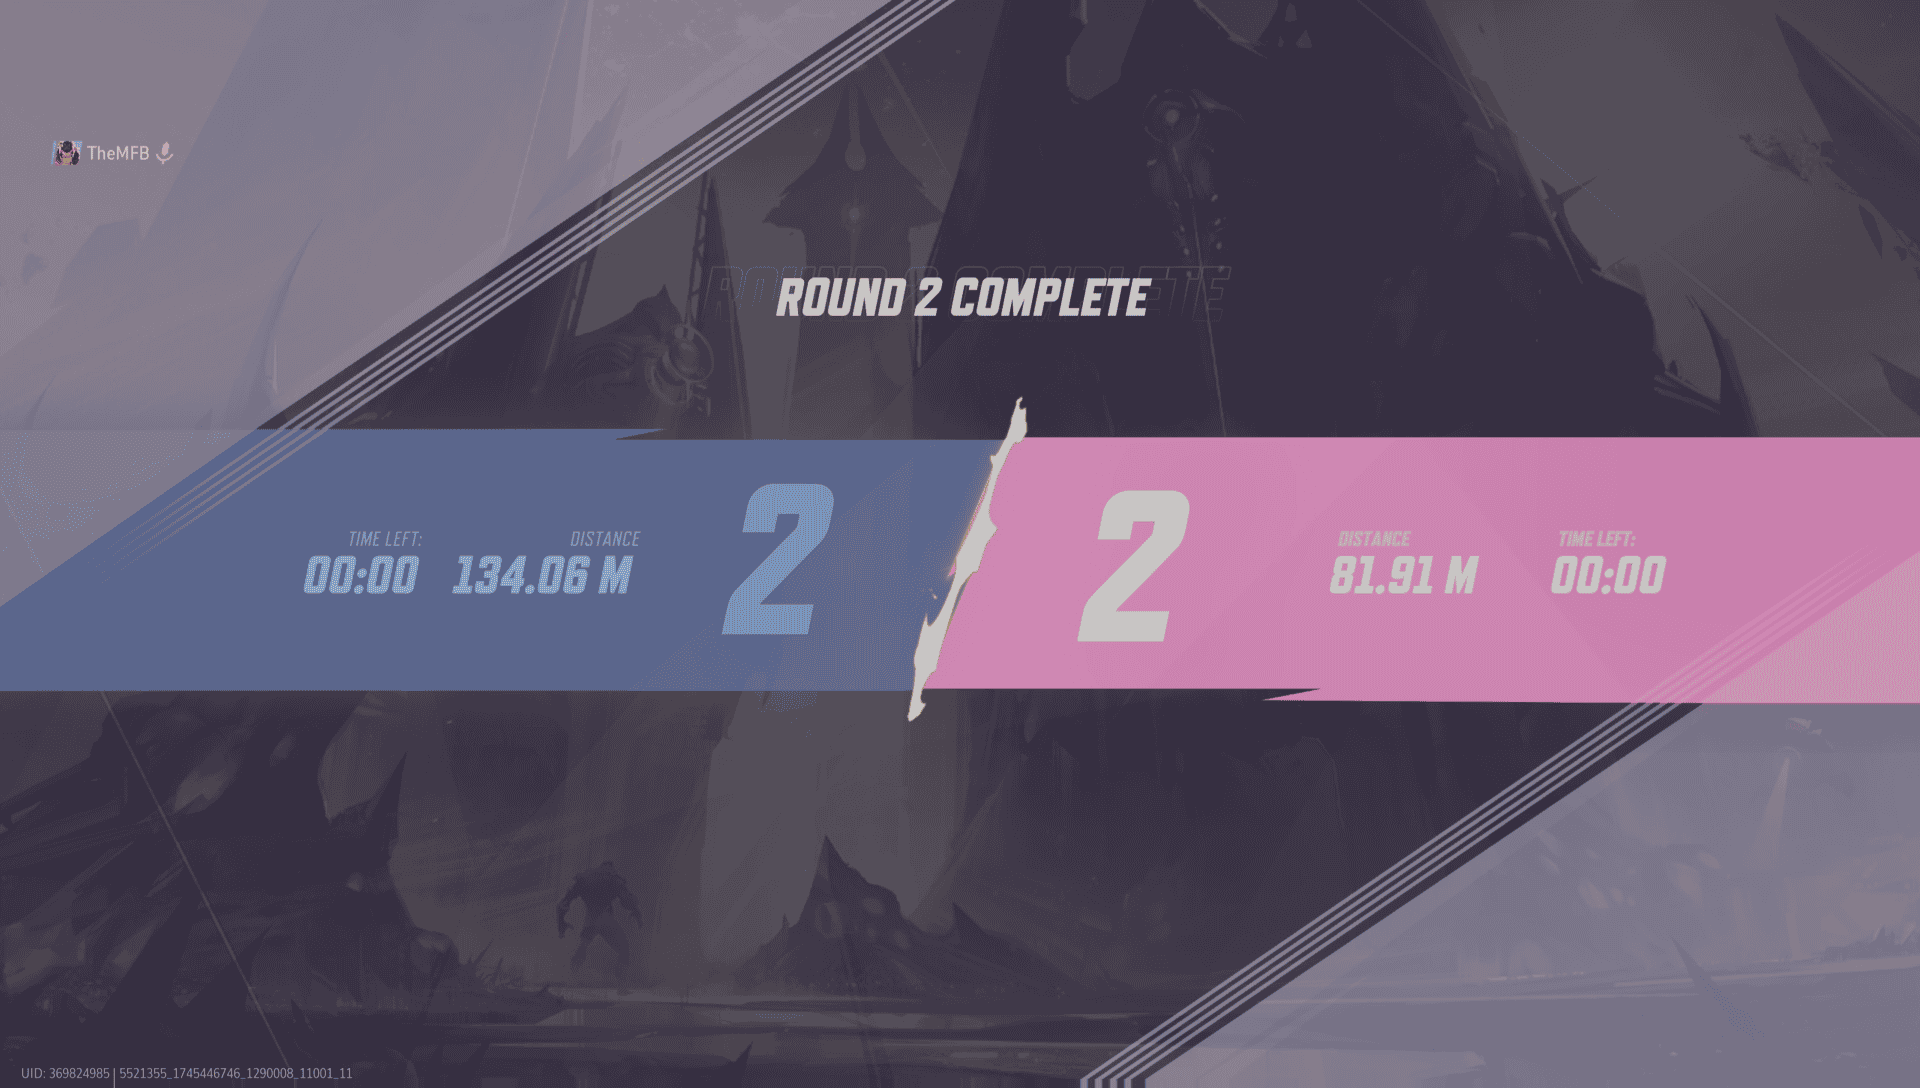 TheMFB
ROUND 2 COMPLETE
TIME LEFT:
00:00
DISTANCE
134.06 M
2
2
DISTANCE
81.91 M
TIME LEFT:
00:00
UID: 369824985 | 5521355_1745446746_1290008_11001_11